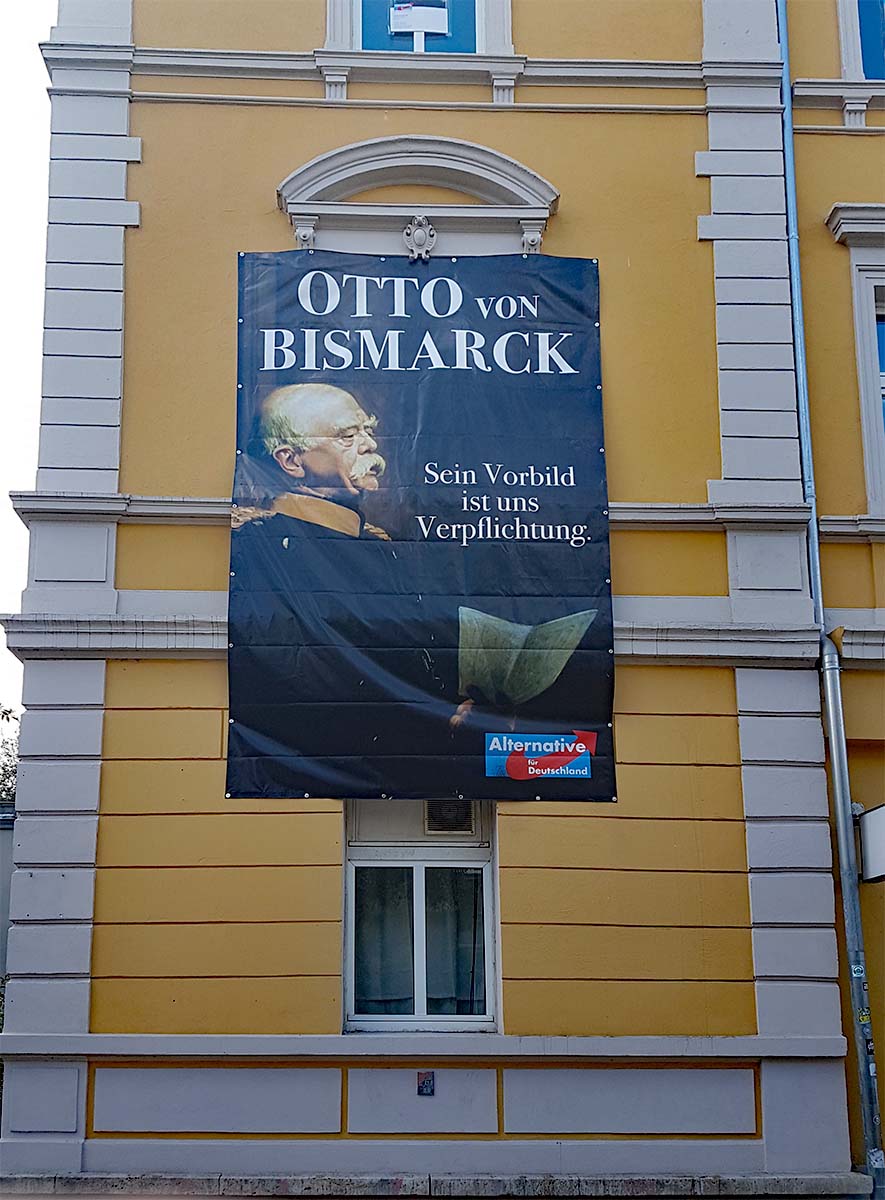 OTTO VON
BISMARCK
Sein Vorbild
ist uns
Verpflichtung.
Alternative
für
Deutschland